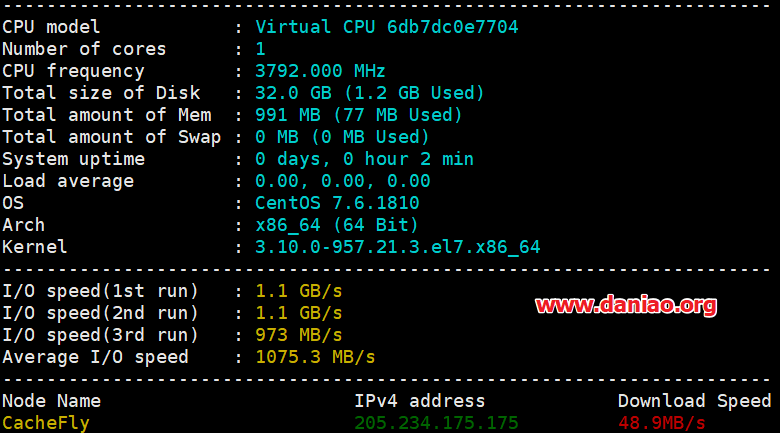 ----------------------------------------------------------------------
CPU model            : Virtual CPU 6db7dc0e7704
Number of cores      : 1
CPU frequency        : 3792.000 MHz
Total size of Disk   : 32.0 GB (1.2 GB Used)
Total amount of Mem  : 991 MB (77 MB Used)
Total amount of Swap : 0 MB (0 MB Used)
System uptime        : 0 days, 0 hour 2 min
Load average         : 0.00, 0.00, 0.00
OS                   : CentOS 7.6.1810
Arch                 : x86_64 (64 Bit)
Kernel               : 3.10.0-957.21.3.el7.x86_64
----------------------------------------------------------------------
I/O speed(1st run)   : 1.1 GB/s
I/O speed(2nd run)   : 1.1 GB/s
www.daniao.org
I/O speed(3rd run)   : 973 MB/s
Average I/O speed    : 1075.3 MB/s
----------------------------------------------------------------------
Node Name                       IPv4 address            Download Speed
CacheFly                        205.234.175.175         48.9MB/s